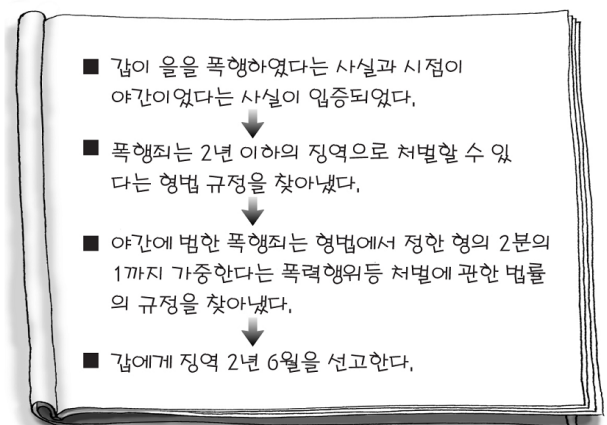 ■ 갑이 을을 폭행하였다는 사실과 시점이
야간이었다는 사실이 입증되었다.
■ 폭행죄는 2년 이하의 징역으로 처벌할 수 있
다는 형법 규정을 찾아냈다.
■ 야간에 범한 폭행죄는 형법에서 정한 형의 2분의
1까지 가중한다는 폭력행위등 처벌에 관한 법률
의 규정을 찾아냈다.
■ 갑에게 징역 2년 6월을 선고한다.